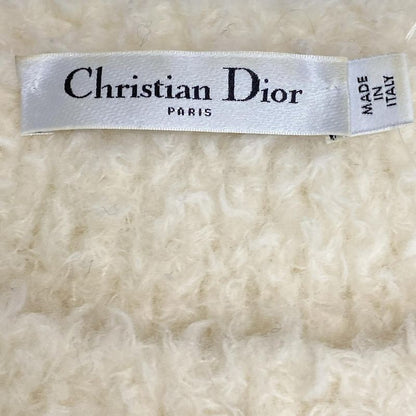 Christian Dior
PARIS
MADE
IN
ITALY